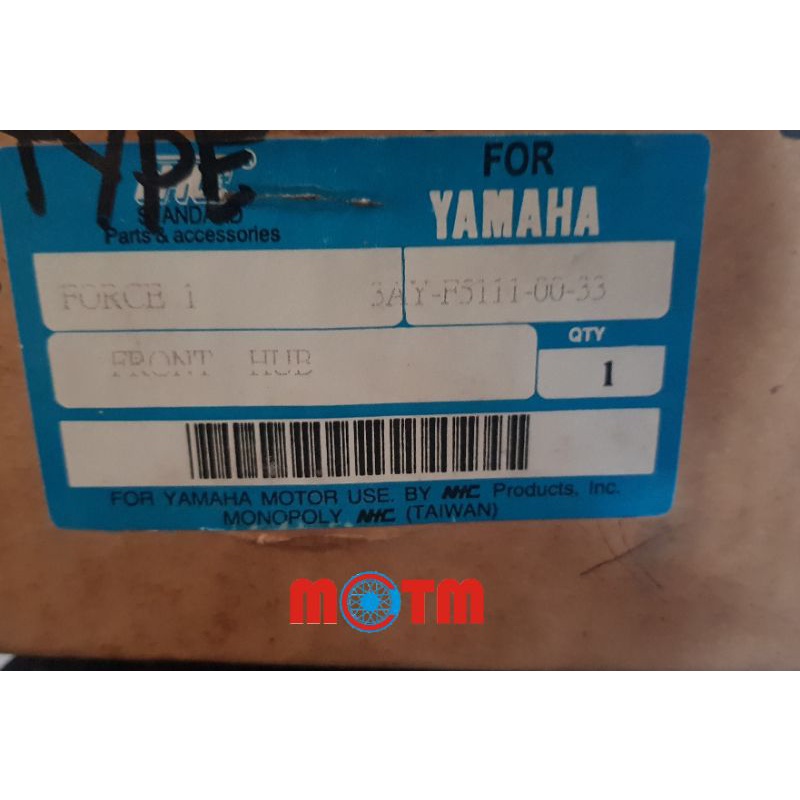 TYPE
FOR
YAMAHA
STANDARD
Parts & accessories
FORCE 1
3AY-F5111-00-33
QTY
FRONT HUB
1
FOR YAMAHA MOTOR USE. BY NHC Products, Inc.
MONOPOLY NHC (TAIWAN)
MOTM